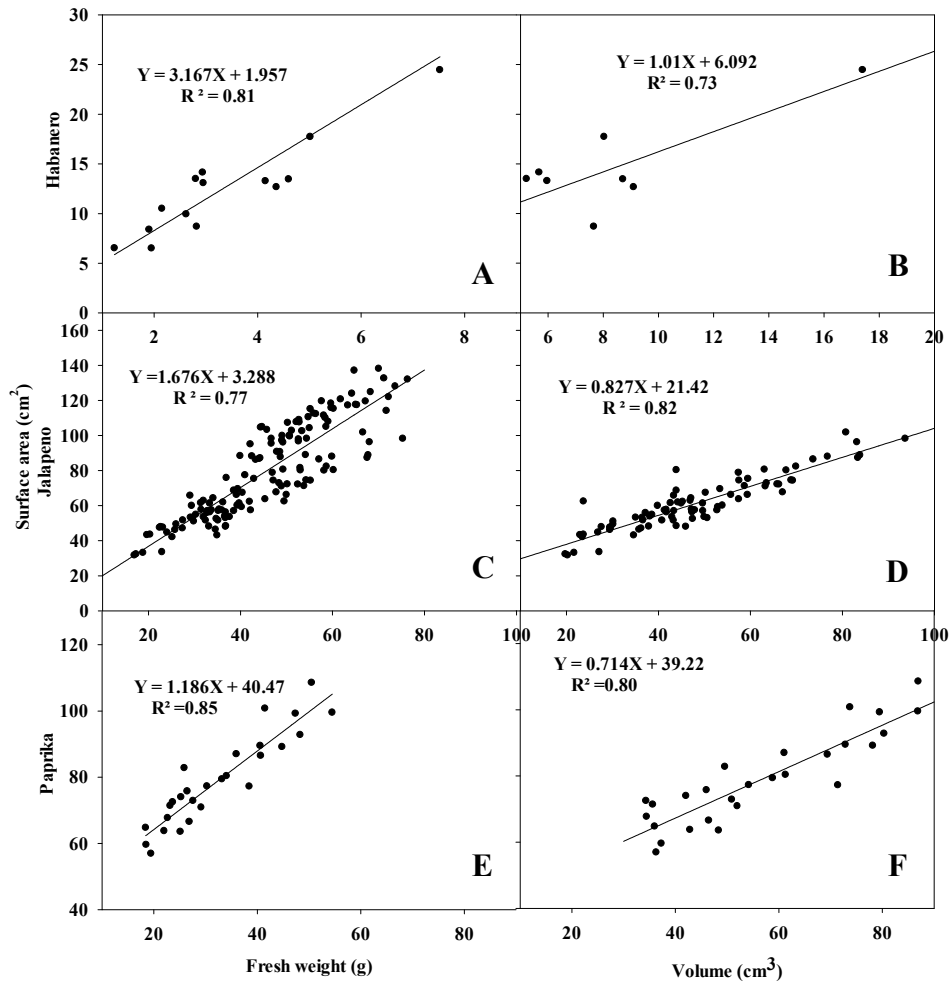 30
25
20
15
10
5
0
Habanero
Y = 3.167X + 1.957
R ² = 0.81
A
2 4 6 8
Y = 1.01X + 6.092
R² = 0.73
B
6 8 10 12 14 16 18 20
160
140
120
100
80
60
40
20
0
Surface area (cm2)
Jalapeno
Y =1.676X + 3.288
R ² = 0.77
C
20 40 60 80 100
Y = 0.827X + 21.42
R ² = 0.82
D
20 40 60 80 100
120
100
80
60
40
Paprika
Y = 1.186X + 40.47
R² =0.85
E
20 40 60 80
Fresh weight (g)
Y = 0.714X + 39.22
R² =0.80
F
20 40 60 80
Volume (cm3)